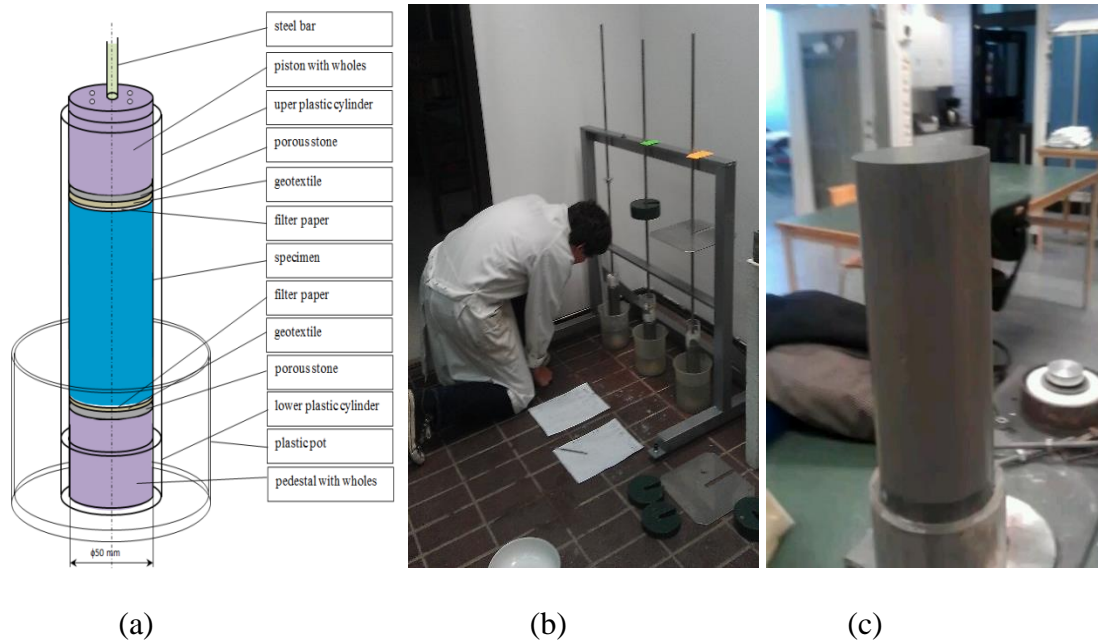 steel bar
piston with wholes
uper plastic cylinder
porous stone
geotextile
filter paper
specimen
filter paper
geotextile
porous stone
lower plastic cylinder
plastic pot
pedestal with wholes
ϕ50 mm
(a) (b) (c)